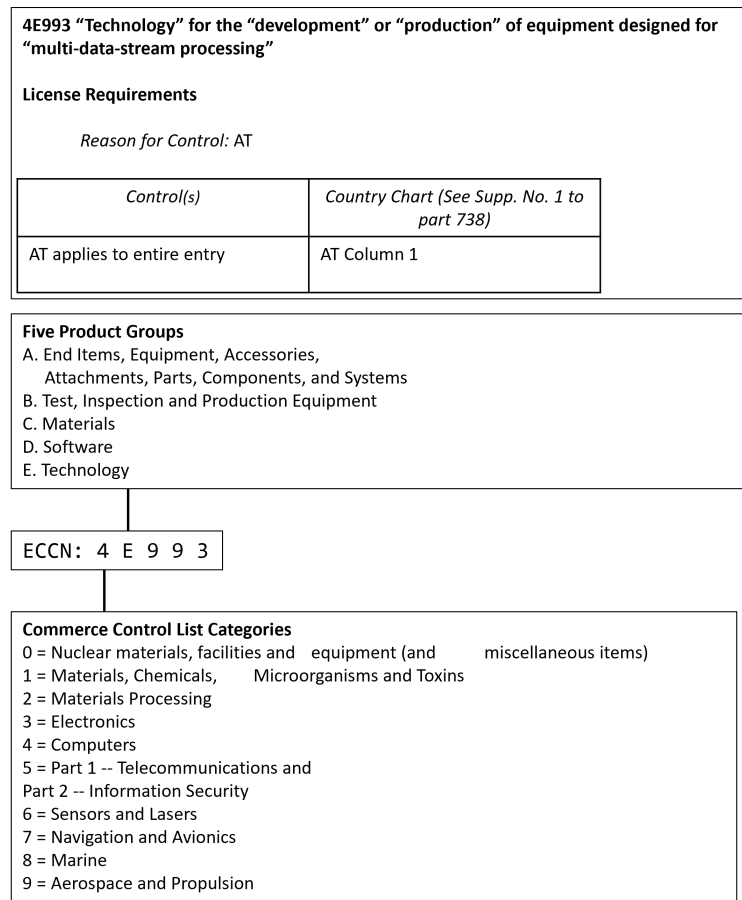 4E993 “Technology” for the “development” or “production” of equipment designed for
“multi-data-stream processing”
License Requirements
Reason for Control: AT
Control(s)
Country Chart (See Supp. No. 1 to
part 738)
AT applies to entire entry
AT Column 1
Five Product Groups
A. End Items, Equipment, Accessories,
Attachments, Parts, Components, and Systems
B. Test, Inspection and Production Equipment
C. Materials
D. Software
E. Technology
ECCN: 4 E 9 9 3
Commerce Control List Categories
0 = Nuclear materials, facilities and equipment (and miscellaneous items)
1 = Materials, Chemicals, Microorganisms and Toxins
2 = Materials Processing
3 = Electronics
4 = Computers
5 = Part 1 -- Telecommunications and
Part 2 -- Information Security
6 = Sensors and Lasers
7 = Navigation and Avionics
8 = Marine
9 = Aerospace and Propulsion